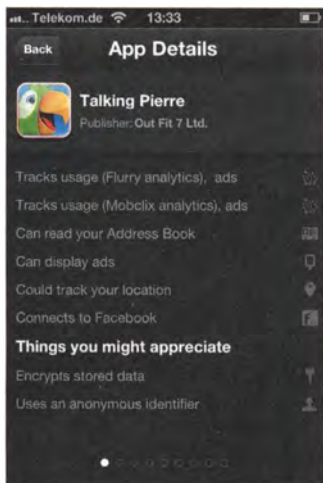 Telekom.de 13:33
Back
App Details
Talking Pierre
Publisher: Out Fit 7 Ltd.
Tracks usage (Flurry analytics), ads
Tracks usage (Mobclix analytics), ads
Can read your Address Book
Can display ads
Could track your location
Connects to Facebook
Things you might appreciate
Encrypts stored data
Uses an anonymous identifier